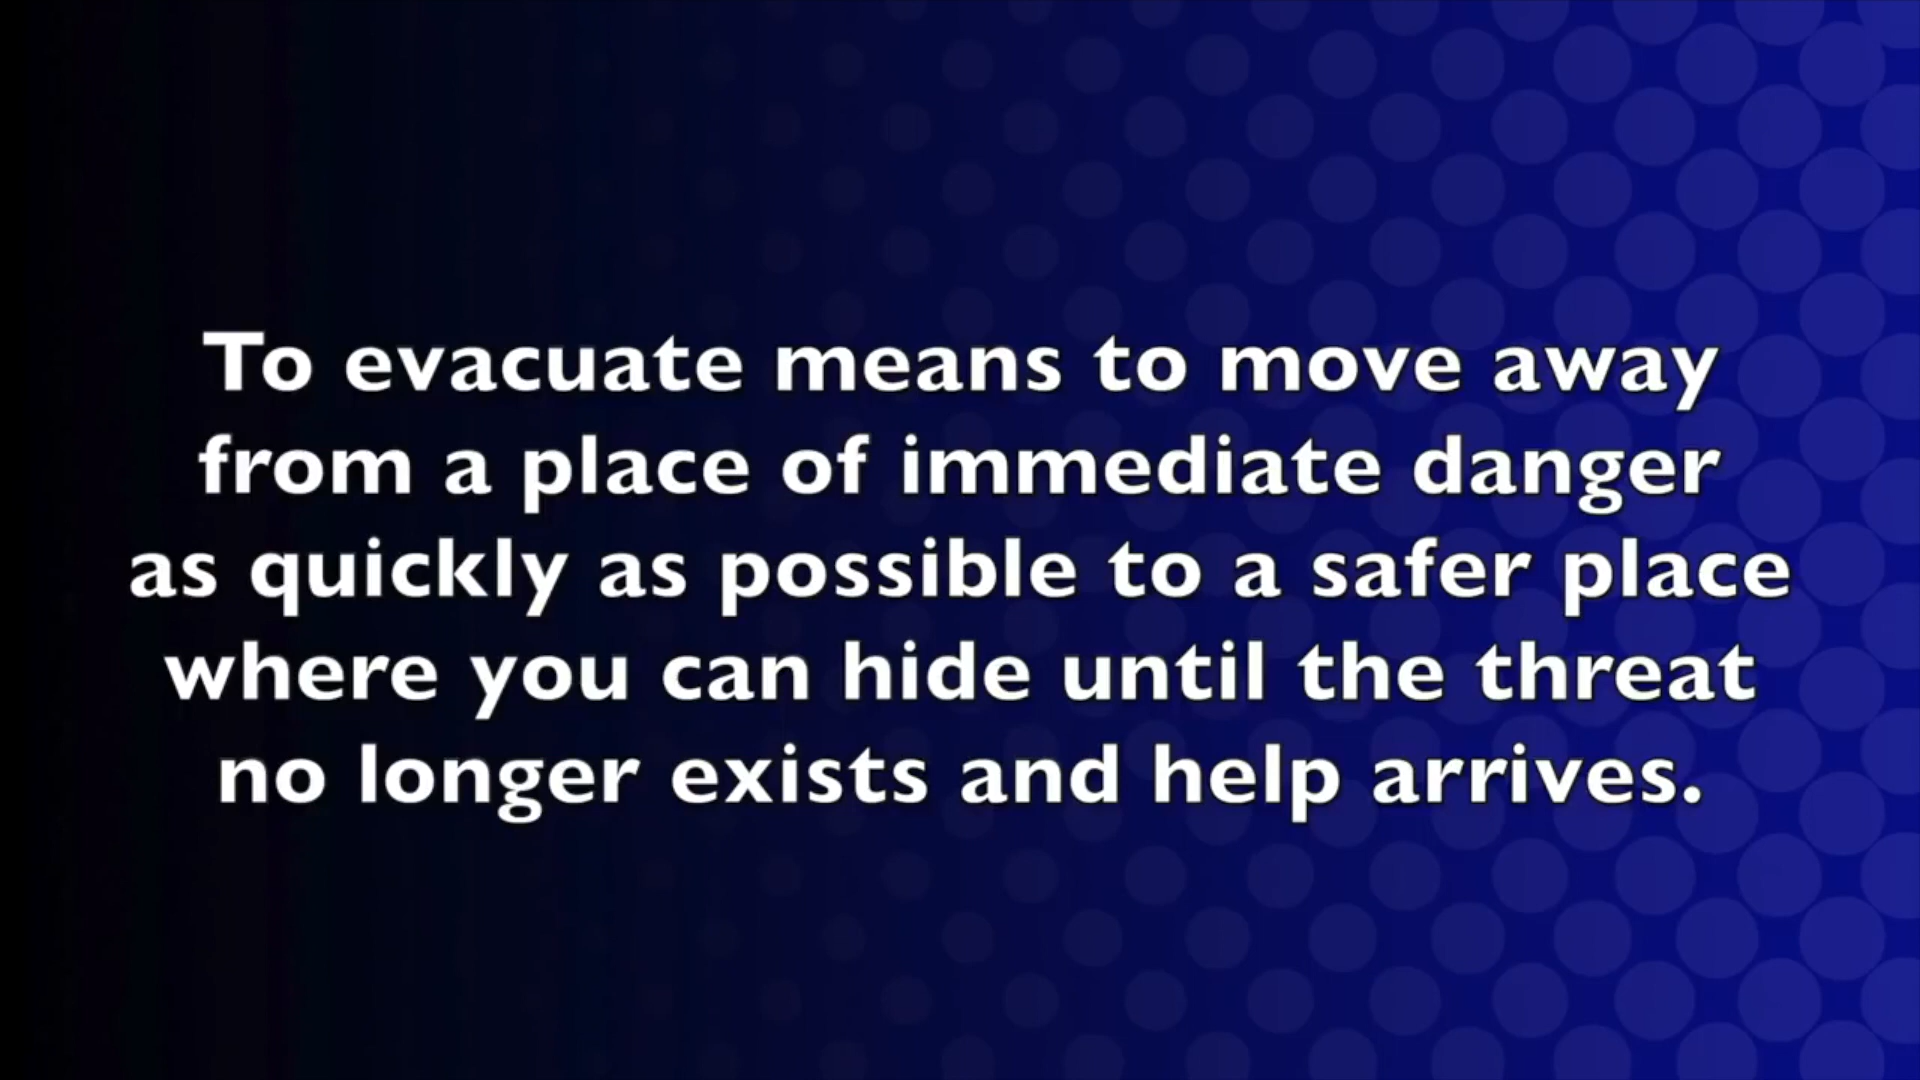 To evacuate means to move away
from a place of immediate danger
as quickly as possible to a safer place
where you can hide until the threat
no longer exists and help arrives.